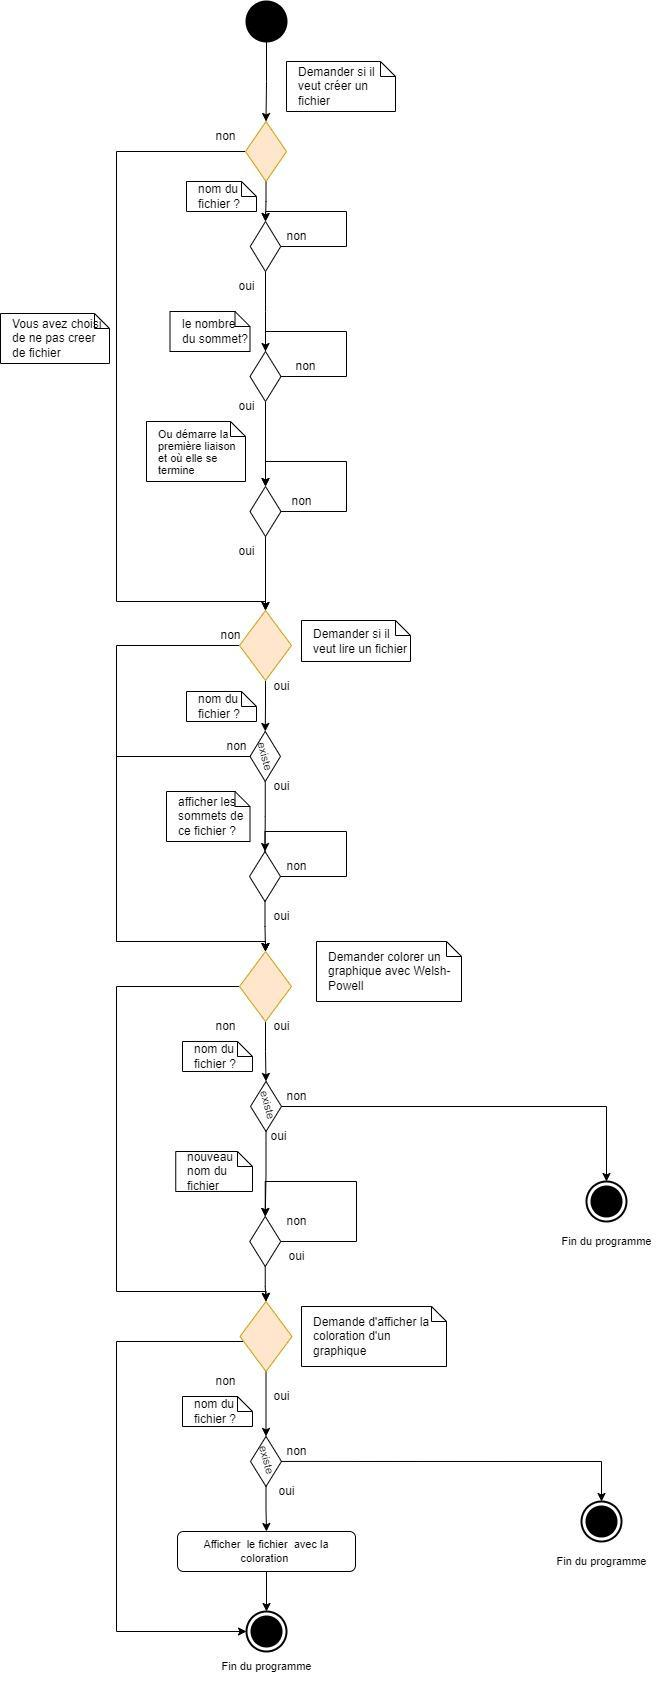 Demander si il
veut créer un
fichier
non
nom du
fichier ?
non
oui
Vous avez choisi
de ne pas creer
de fichier
le nombre
du sommet?
non
oui
Ou démarre la
première liaison
et où elle se
termine
non
oui
non
Demander si il
veut lire un fichier
oui
nom du
fichier ?
non
existe
oui
afficher les
sommets de
ce fichier ?
non
oui
Demander colorer un
graphique avec Welsh-
Powell
non
oui
nom du
fichier ?
non
existe
oui
nouveau
nom du
fichier
non
oui
Fin du programme
Demande d'afficher la
coloration d'un
graphique
non
oui
nom du
fichier ?
non
existe
oui
Afficher le fichier avec la
coloration
Fin du programme
Fin du programme